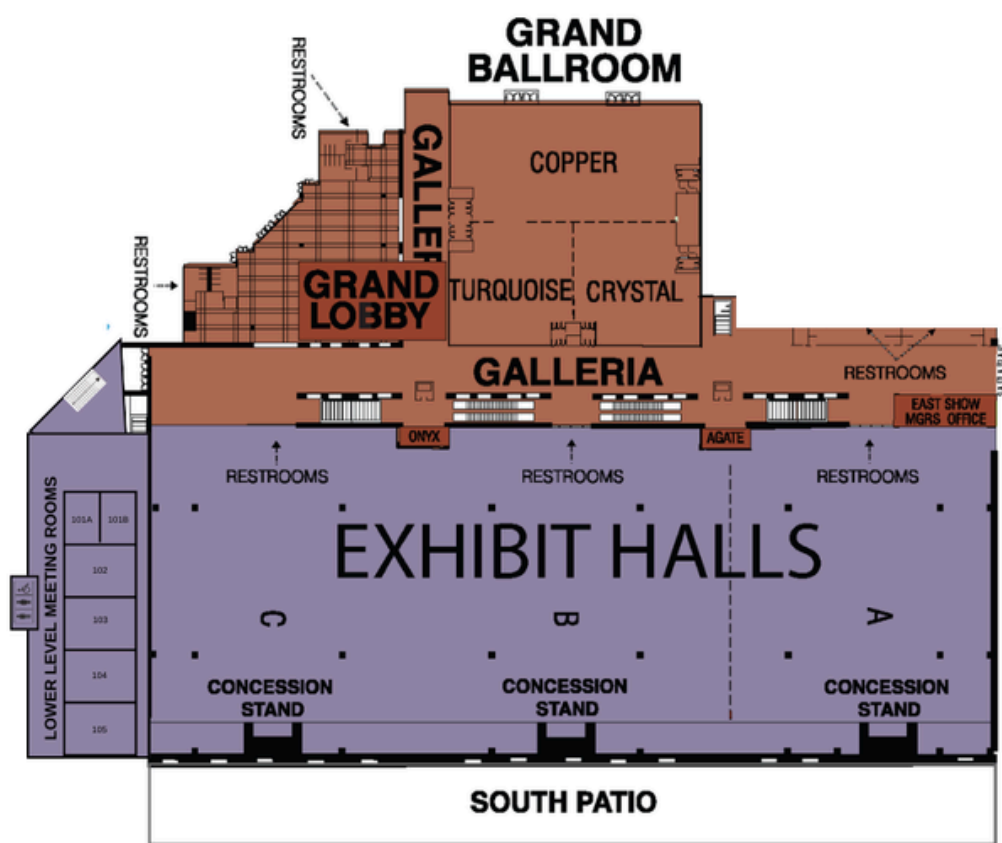 GRAND
BALLROOM
RESTROOMS
GALLER
COPPER
RESTROOMS
GRAND
LOBBY
TURQUOISE
CRYSTAL
GALLERIA
RESTROOMS
EAST SHOW
MGRS OFFICE
ONYX
AGATE
RESTROOMS
RESTROOMS
RESTROOMS
LOWER LEVEL MEETING ROOMS
101A
101B
102
103
104
105
EXHIBIT HALLS
C
B
A
CONCESSION
STAND
CONCESSION
STAND
CONCESSION
STAND
SOUTH PATIO